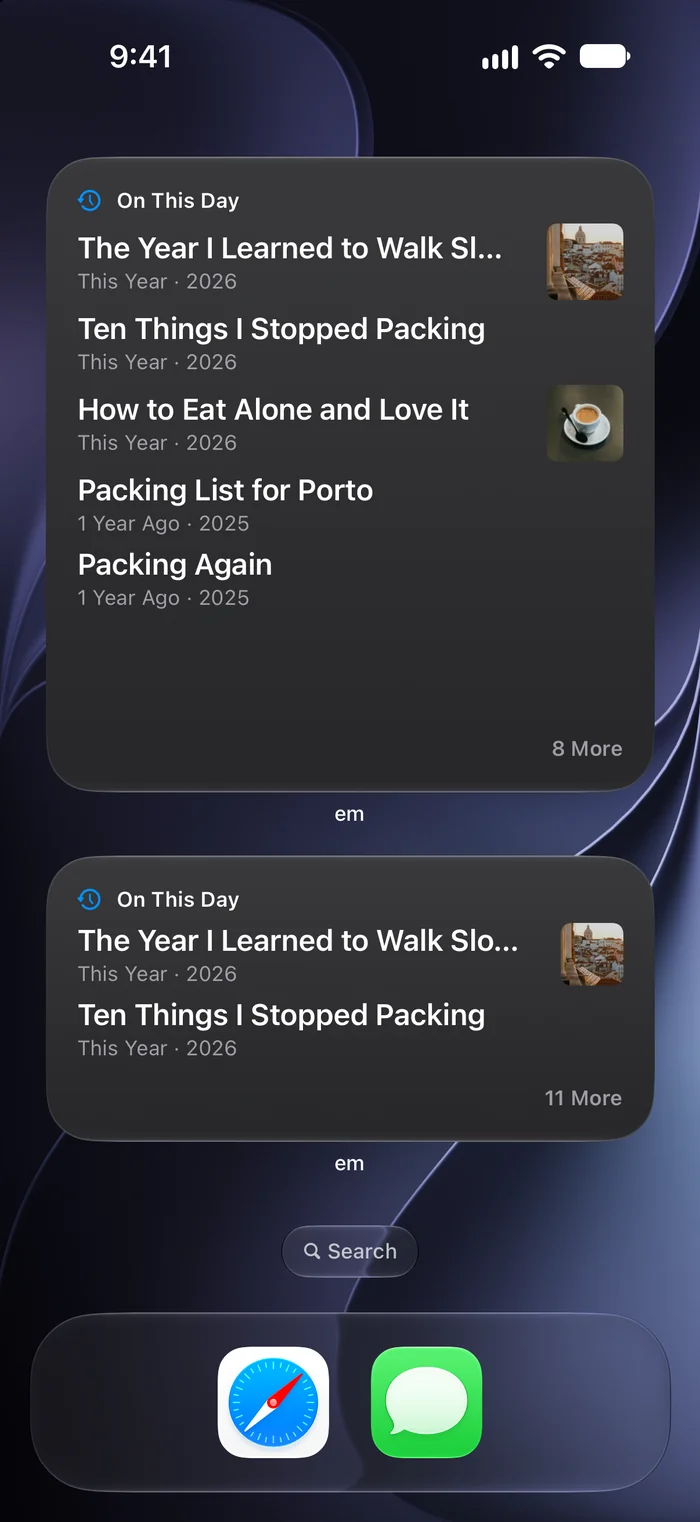 9:41
On This Day
The Year I Learned to Walk Sl...
This Year · 2026
Ten Things I Stopped Packing
This Year · 2026
How to Eat Alone and Love It
This Year · 2026
Packing List for Porto
1 Year Ago · 2025
Packing Again
1 Year Ago · 2025
8 More
em
On This Day
The Year I Learned to Walk Slo...
This Year · 2026
Ten Things I Stopped Packing
This Year · 2026
11 More
em
Search